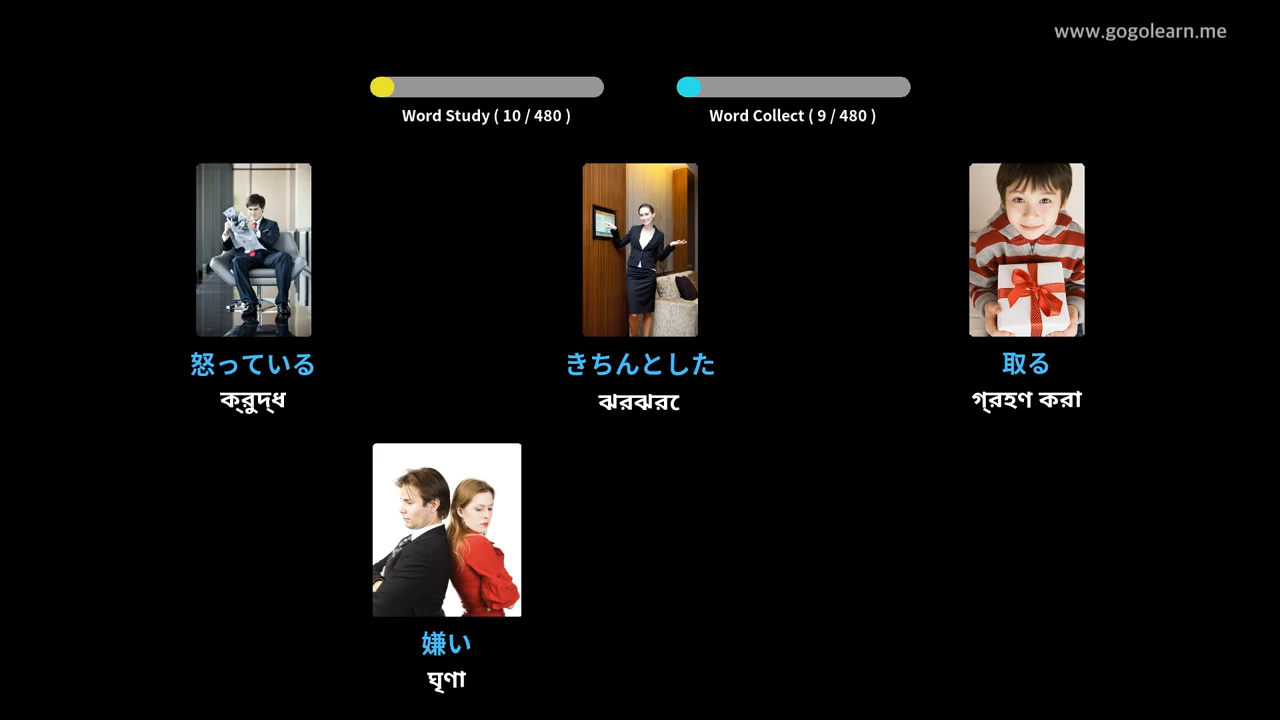 www.gogolearn.me
Word Study ( 10 / 480 )
Word Collect ( 9 / 480 )
怒っている
きちんとした
取る
ক্রুদ্ধ
ঝরঝরে
গ্রহণ করা
嫌い
ঘৃণা